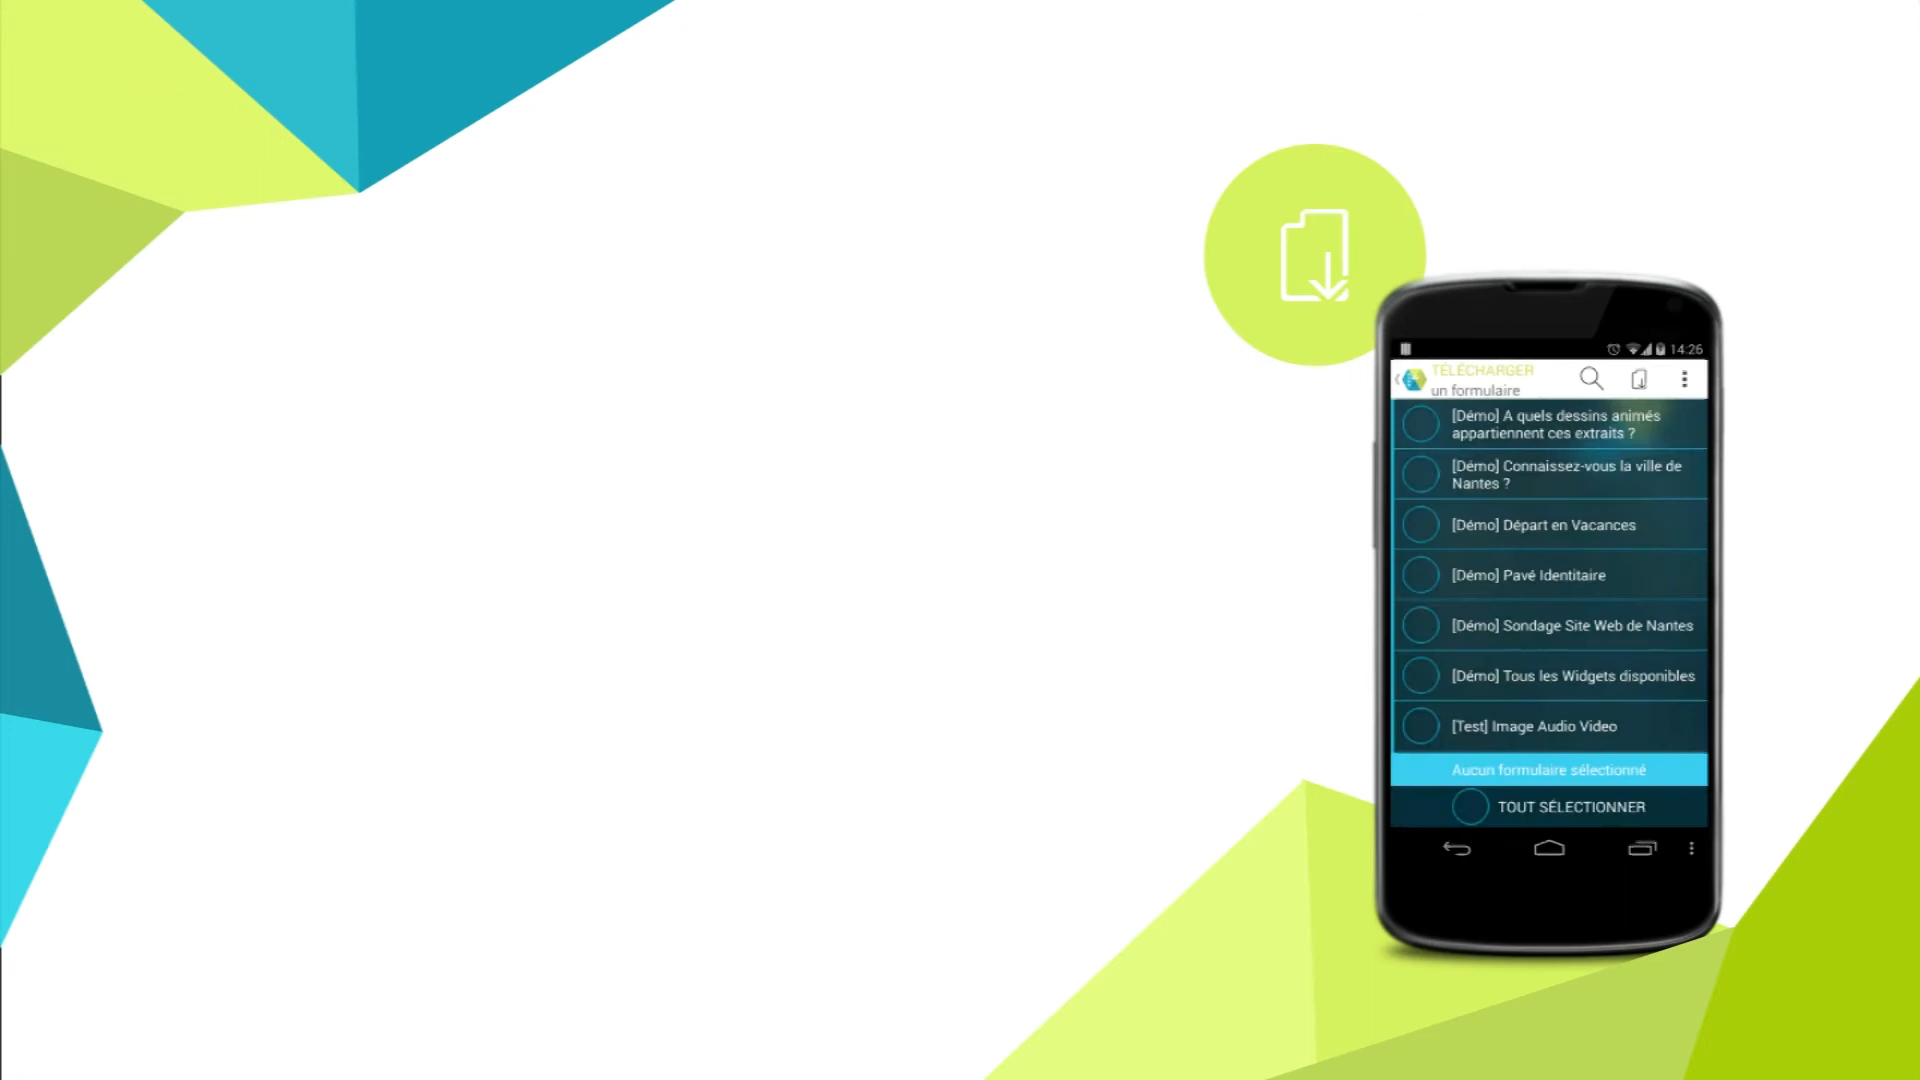 14:26
TÉLÉCHARGER
un formulaire
[Démo] A quels dessins animés
appartiennent ces extraits ?
[Démo] Connaissez-vous la ville de
Nantes ?
[Démo] Départ en Vacances
[Démo] Pavé Identitaire
[Démo] Sondage Site Web de Nantes
[Démo] Tous les Widgets disponibles
[Test] Image Audio Video
Aucun formulaire sélectionné
TOUT SÉLECTIONNER